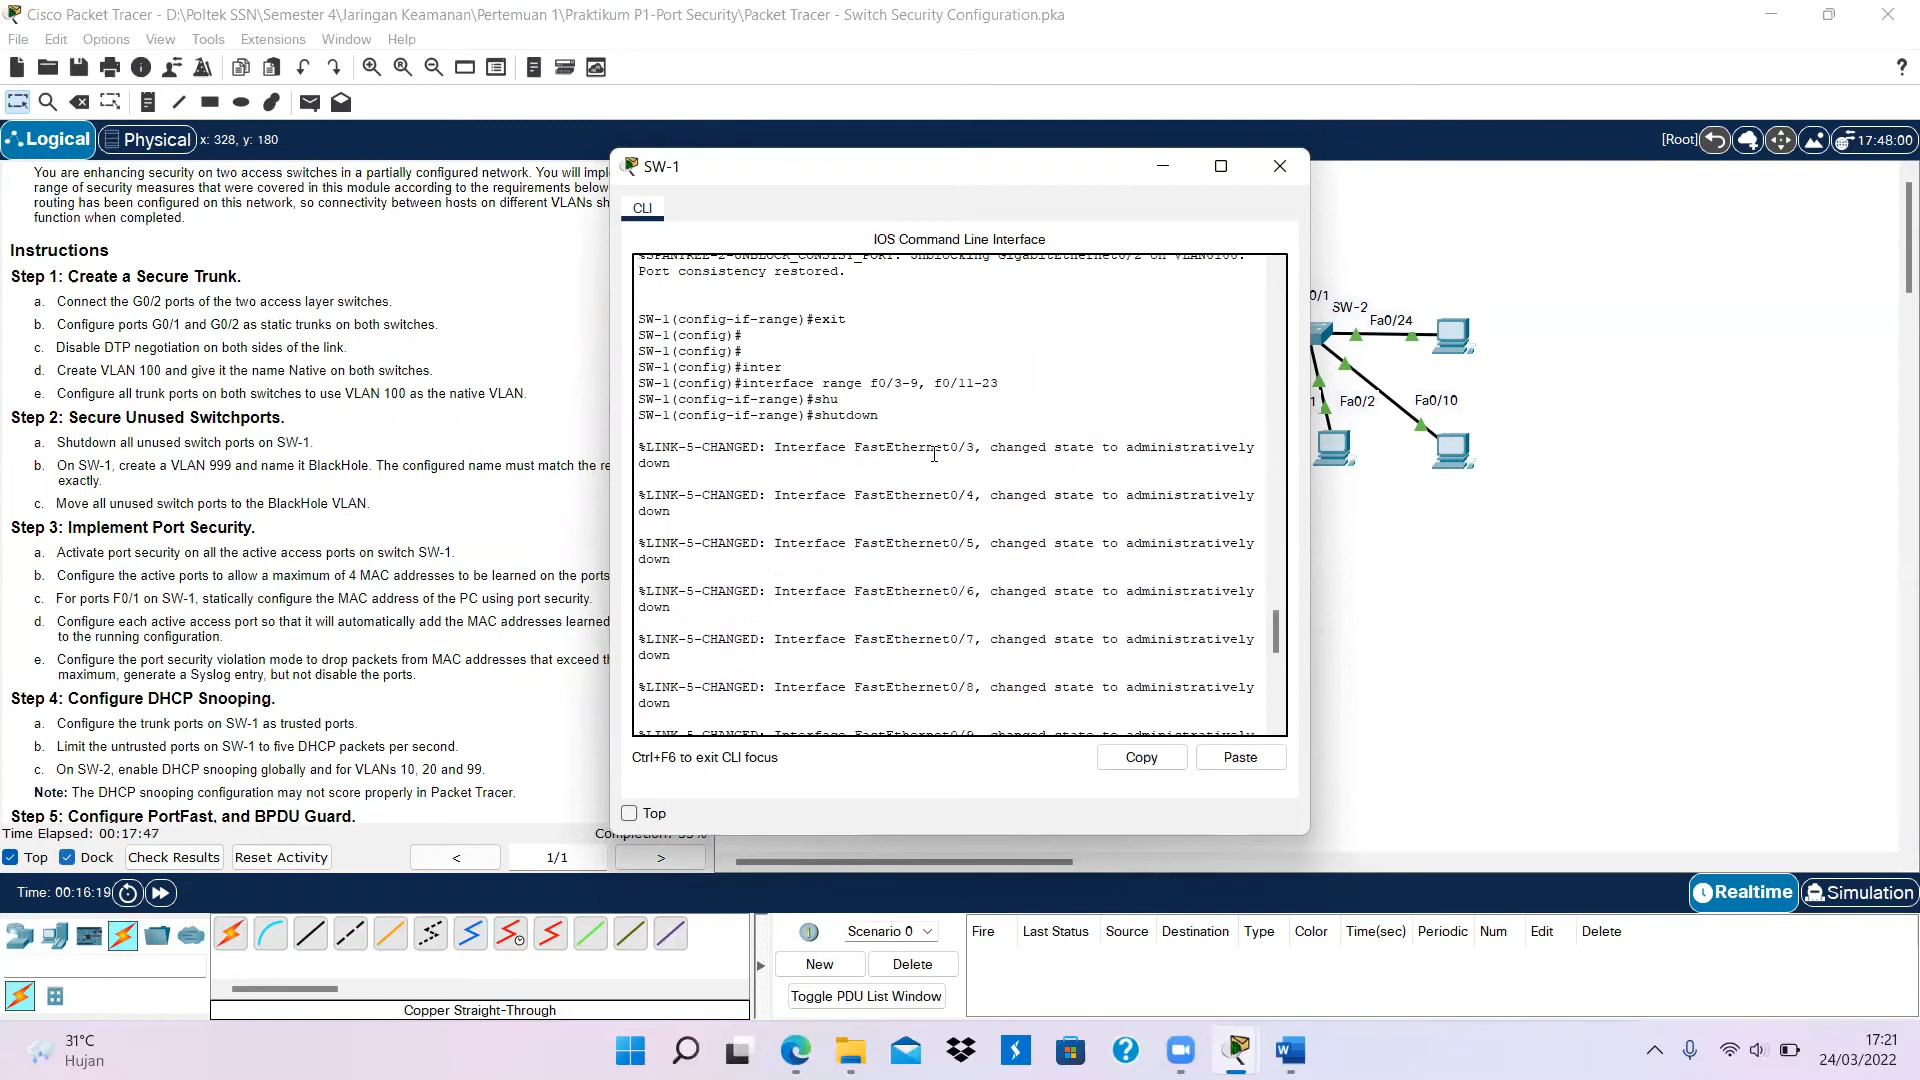 Cisco Packet Tracer - D:\Poltek SSN\Semester 4\Jaringan Keamanan\Pertemuan 1\Praktikum P1-Port Security\Packet Tracer - Switch Security Configuration.pka
File Edit Options View Tools Extensions Window Help
Logical Physical x: 328, y: 180 [Root] 17:48:00
You are enhancing security on two access switches in a partially configured network. You will impl
range of security measures that were covered in this module according to the requirements below
routing has been configured on this network, so connectivity between hosts on different VLANs sh
function when completed.
Instructions
Step 1: Create a Secure Trunk.
a. Connect the G0/2 ports of the two access layer switches.
b. Configure ports G0/1 and G0/2 as static trunks on both switches.
c. Disable DTP negotiation on both sides of the link.
d. Create VLAN 100 and give it the name Native on both switches.
e. Configure all trunk ports on both switches to use VLAN 100 as the native VLAN.
Step 2: Secure Unused Switchports.
a. Shutdown all unused switch ports on SW-1.
b. On SW-1, create a VLAN 999 and name it BlackHole. The configured name must match the re
exactly.
c. Move all unused switch ports to the BlackHole VLAN.
Step 3: Implement Port Security.
a. Activate port security on all the active access ports on switch SW-1.
b. Configure the active ports to allow a maximum of 4 MAC addresses to be learned on the ports
c. For ports F0/1 on SW-1, statically configure the MAC address of the PC using port security.
d. Configure each active access port so that it will automatically add the MAC addresses learned
to the running configuration.
e. Configure the port security violation mode to drop packets from MAC addresses that exceed th
maximum, generate a Syslog entry, but not disable the ports.
Step 4: Configure DHCP Snooping.
a. Configure the trunk ports on SW-1 as trusted ports.
b. Limit the untrusted ports on SW-1 to five DHCP packets per second.
c. On SW-2, enable DHCP snooping globally and for VLANs 10, 20 and 99.
Note: The DHCP snooping configuration may not score properly in Packet Tracer.
Step 5: Configure PortFast, and BPDU Guard.
Time Elapsed: 00:17:47
Top Dock Check Results Reset Activity < 1/1 >
SW-1
CLI
IOS Command Line Interface
%SPANTREE-2-UNBLOCK_CONSIST_PORT: Unblocking GigabitEthernet0/2 on VLAN0100.
Port consistency restored.
SW-1(config-if-range)#exit
SW-1(config)#
SW-1(config)#
SW-1(config)#inter
SW-1(config)#interface range f0/3-9, f0/11-23
SW-1(config-if-range)#shu
SW-1(config-if-range)#shutdown
%LINK-5-CHANGED: Interface FastEthernet0/3, changed state to administratively
down
%LINK-5-CHANGED: Interface FastEthernet0/4, changed state to administratively
down
%LINK-5-CHANGED: Interface FastEthernet0/5, changed state to administratively
down
%LINK-5-CHANGED: Interface FastEthernet0/6, changed state to administratively
down
%LINK-5-CHANGED: Interface FastEthernet0/7, changed state to administratively
down
%LINK-5-CHANGED: Interface FastEthernet0/8, changed state to administratively
down
Ctrl+F6 to exit CLI focus Copy Paste
Top
0/1
SW-2
Fa0/24
1 Fa0/2 Fa0/10
Time: 00:16:19 Realtime Simulation
Copper Straight-Through
Scenario 0
New Delete
Toggle PDU List Window
Fire Last Status Source Destination Type Color Time(sec) Periodic Num Edit Delete
31°C
Hujan
17:21
24/03/2022